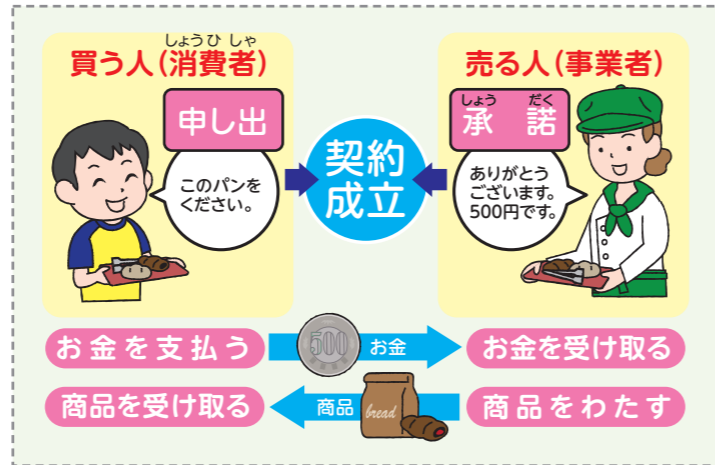 しょうひしゃ
買う人(消費者)
売る人(事業者)
申し出
このパンを
ください。
契約
成立
しょう だく
承 諾
ありがとう
ございます。
500円です。
お金を支払う
500
お金
お金を受け取る
商品を受け取る
商品
bread
商品をわたす